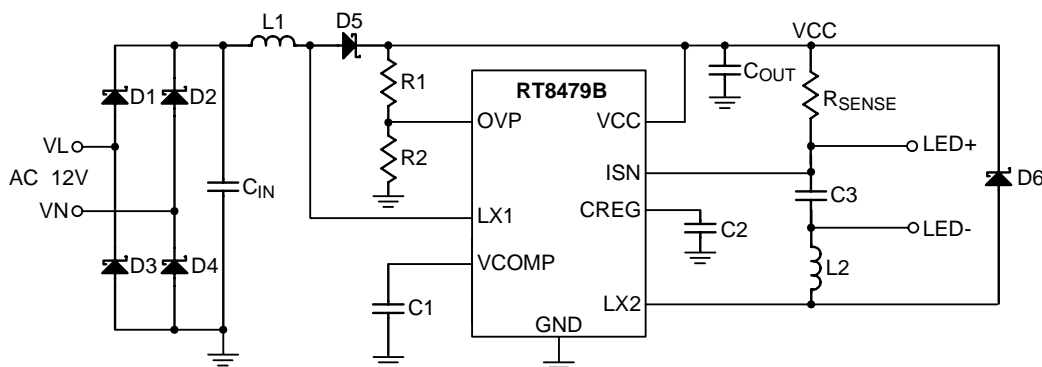 L1
D5
VCC
D1
D2
R1
RT8479B
COUT
RSENSE
OVP
VCC
LED+
VL
R2
AC 12V
ISN
D6
CIN
C3
VN
CREG
LX1
C2
LED-
D3
D4
VCOMP
L2
C1
LX2
GND